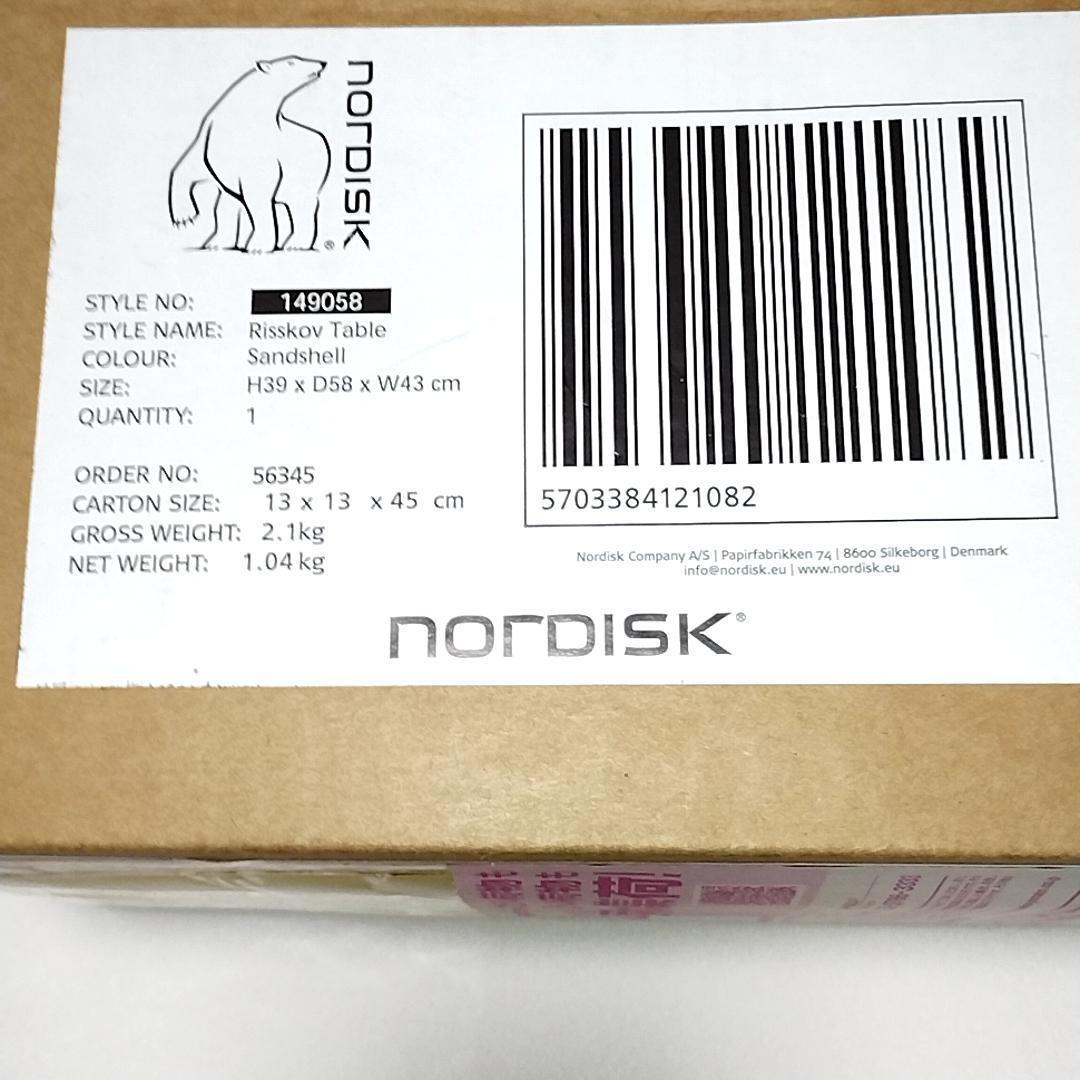 NORDISK®
STYLE NO: 149058
STYLE NAME: Risskov Table
COLOUR: Sandshell
SIZE: H39 x D58 x W43 cm
QUANTITY: 1
ORDER NO: 56345
CARTON SIZE: 13 x 13 x 45 cm
GROSS WEIGHT: 2.1kg
NET WEIGHT: 1.04 kg
5703384121082
Nordisk Company A/S | Papirfabrikken 74 | 8600 Silkeborg | Denmark
info@nordisk.eu | www.nordisk.eu
NORDISK®